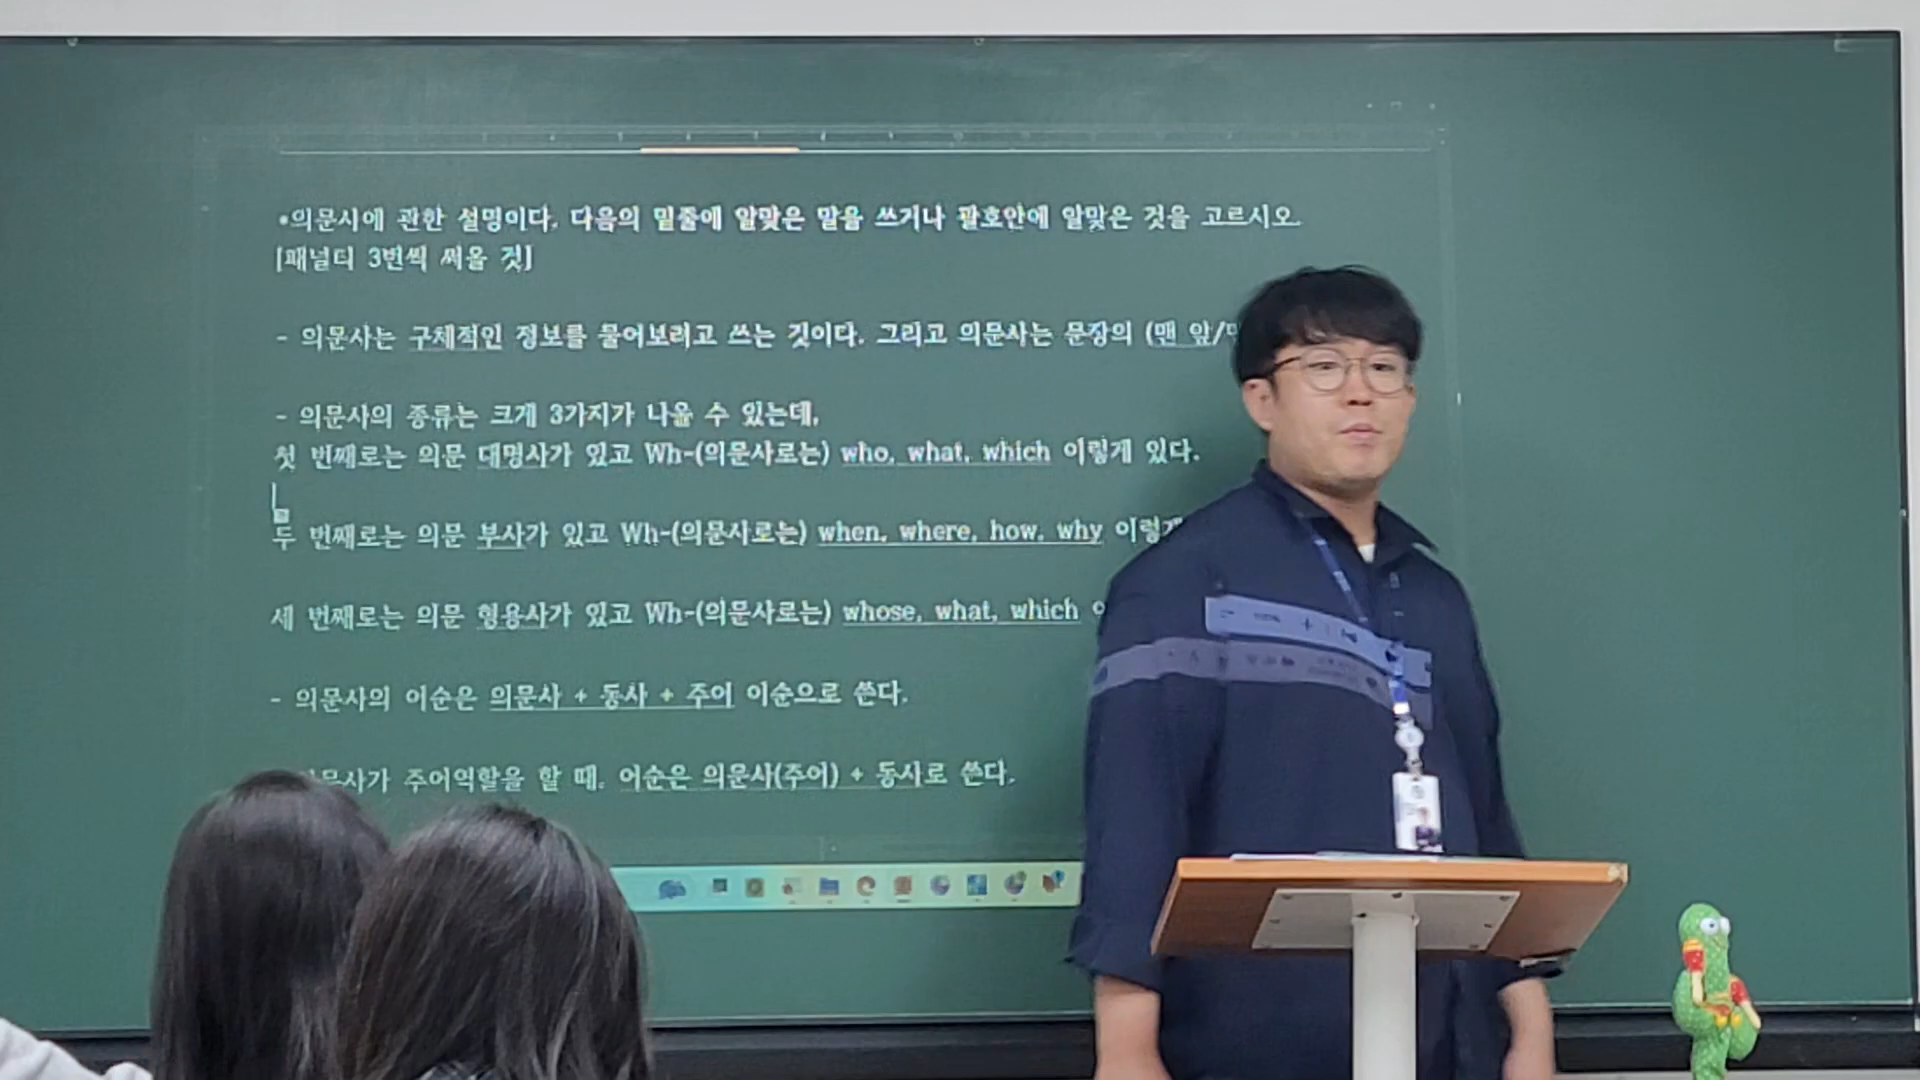 •의문사에 관한 설명이다. 다음의 밑줄에 알맞은 말을 쓰거나 괄호안에 알맞은 것을 고르시오.
[패널티 3번씩 써올 것]
- 의문사는 구체적인 정보를 물어보려고 쓰는 것이다. 그리고 의문사는 문장의 (맨 앞/
- 의문사의 종류는 크게 3가지가 나올 수 있는데,
첫 번째로는 의문 대명사가 있고 Wh-(의문사로는) who, what, which 이렇게 있다.
두 번째로는 의문 부사가 있고 Wh-(의문사로는) when, where, how, why 이렇게
세 번째로는 의문 형용사가 있고 Wh-(의문사로는) whose, what, which
- 의문사의 어순은 의문사 + 동사 + 주어 어순으로 쓴다.
의문사가 주어역할을 할 때, 어순은 의문사(주어) + 동사로 쓴다.